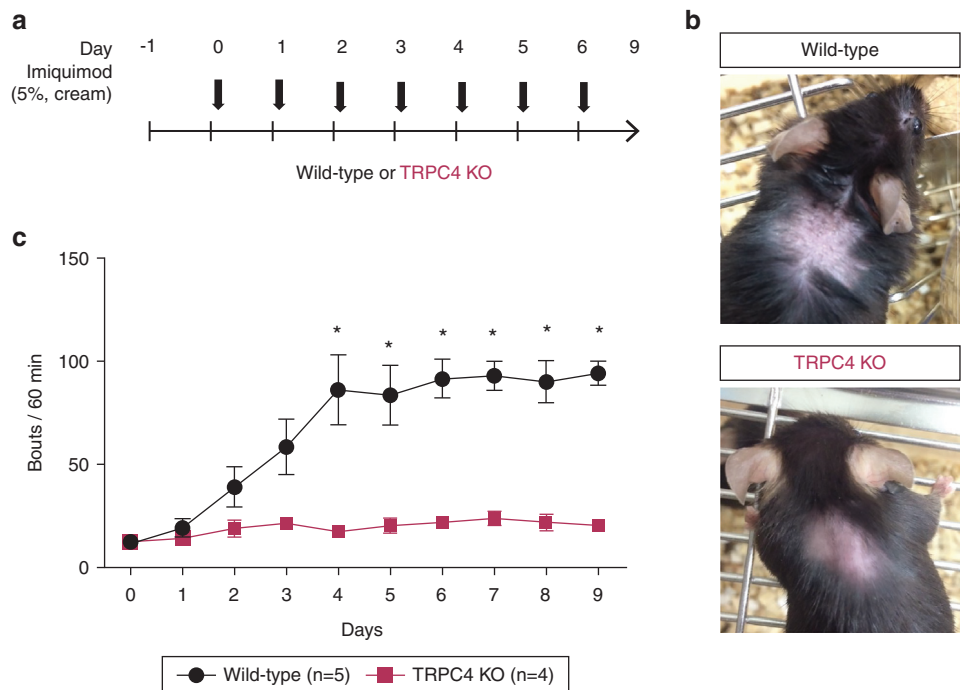 a
Day -1 0 1 2 3 4 5 6 9
Imiquimod
(5%, cream)
Wild-type or TRPC4 KO
b
Wild-type
TRPC4 KO
c
150
100
50
0
Bouts / 60 min
* * * * * *
0 1 2 3 4 5 6 7 8 9
Days
Wild-type (n=5) TRPC4 KO (n=4)